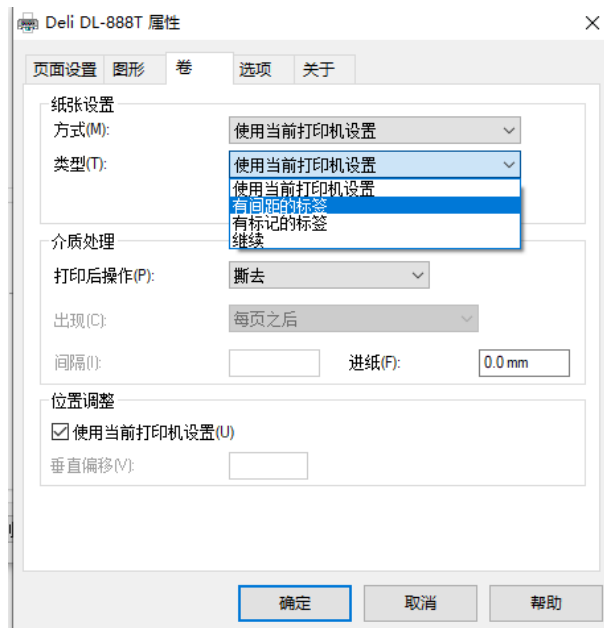 Deli DL-888T 属性
页面设置 图形 卷 选项 关于
纸张设置
方式(M): 使用当前打印机设置
类型(T): 使用当前打印机设置
使用当前打印机设置
有间距的标签
有标记的标签
继续
介质处理
打印后操作(P): 撕去
出现(C): 每页之后
间隔(I): 进纸(F): 0.0 mm
位置调整
使用当前打印机设置(U)
垂直偏移(V):
确定 取消 帮助